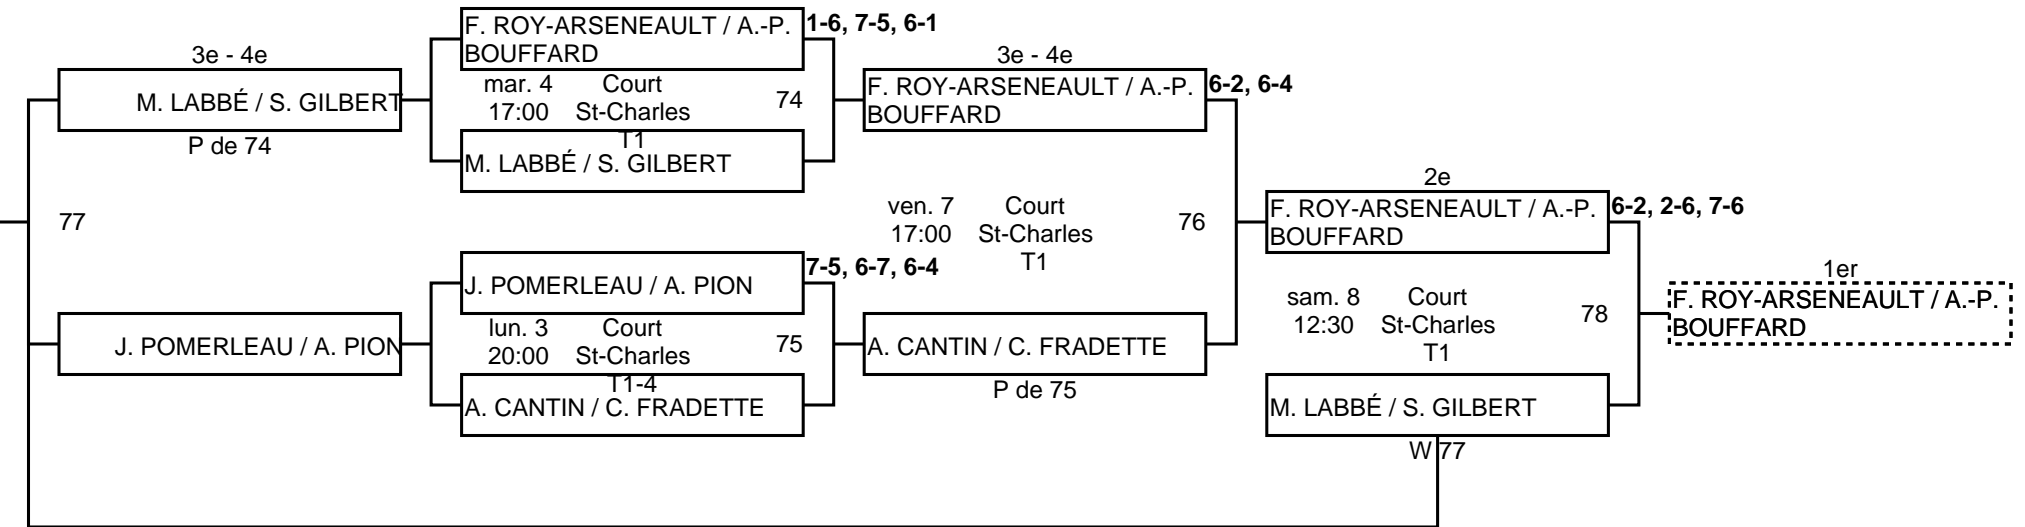 3e - 4e
M. LABBÉ / S. GILBERT
P de 74
77
J. POMERLEAU / A. PION
F. ROY-ARSENEAULT / A.-P.
BOUFFARD
1-6, 7-5, 6-1
mar. 4 Court
17:00 St-Charles
T1
74
M. LABBÉ / S. GILBERT
J. POMERLEAU / A. PION
7-5, 6-7, 6-4
lun. 3 Court
20:00 St-Charles
T1-4
75
A. CANTIN / C. FRADETTE
3e - 4e
F. ROY-ARSENEAULT / A.-P.
BOUFFARD
6-2, 6-4
ven. 7 Court
17:00 St-Charles
T1
76
A. CANTIN / C. FRADETTE
P de 75
2e
F. ROY-ARSENEAULT / A.-P.
BOUFFARD
6-2, 2-6, 7-6
sam. 8 Court
12:30 St-Charles
T1
78
M. LABBÉ / S. GILBERT
W 77
1er
F. ROY-ARSENEAULT / A.-P.
BOUFFARD